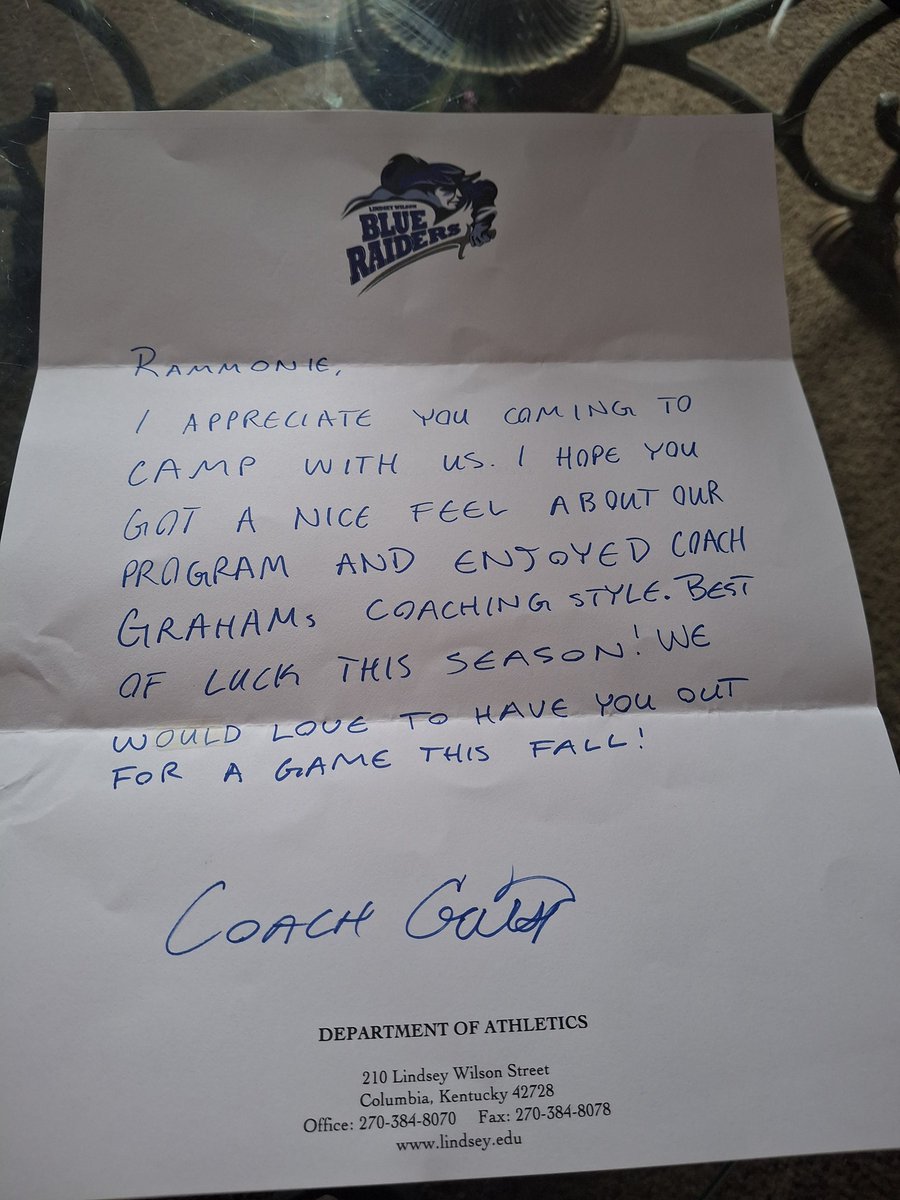 LINDSEY WILSON
BLUE
RAIDERS
RAMMONIE,
I APPRECIATE YOU COMING TO
CAMP WITH US. I HOPE YOU
GOT A NICE FEEL ABOUT OUR
PROGRAM AND ENJOYED COACH
GRAHAMs COACHING STYLE. BEST
OF LUCK THIS SEASON! WE
WOULD LOVE TO HAVE YOU OUT
FOR A GAME THIS FALL!
COACH
DEPARTMENT OF ATHLETICS
210 Lindsey Wilson Street
Columbia, Kentucky 42728
Office: 270-384-8070 Fax: 270-384-8078
www.lindsey.edu